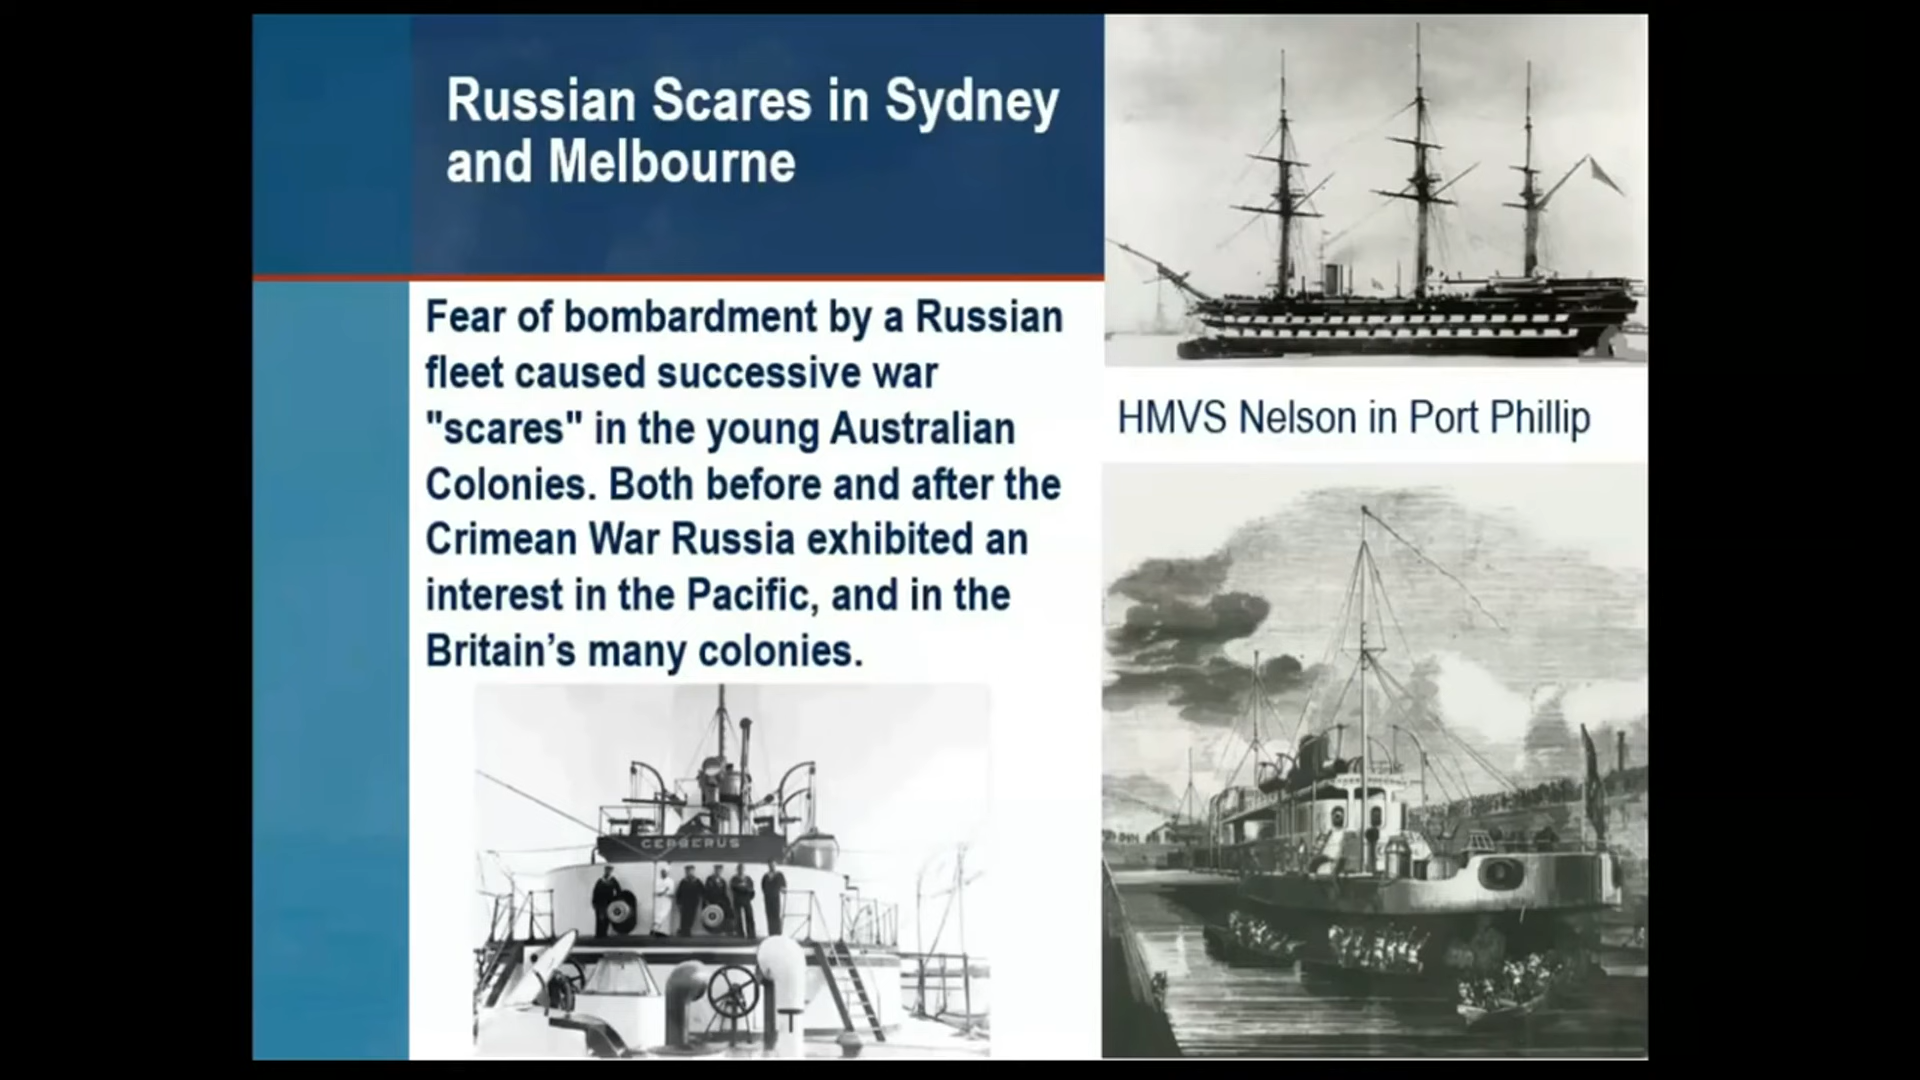 Russian Scares in Sydney
and Melbourne
Fear of bombardment by a Russian
fleet caused successive war
"scares" in the young Australian
Colonies. Both before and after the
Crimean War Russia exhibited an
interest in the Pacific, and in the
Britain’s many colonies.
HMVS Nelson in Port Phillip
CERBERUS